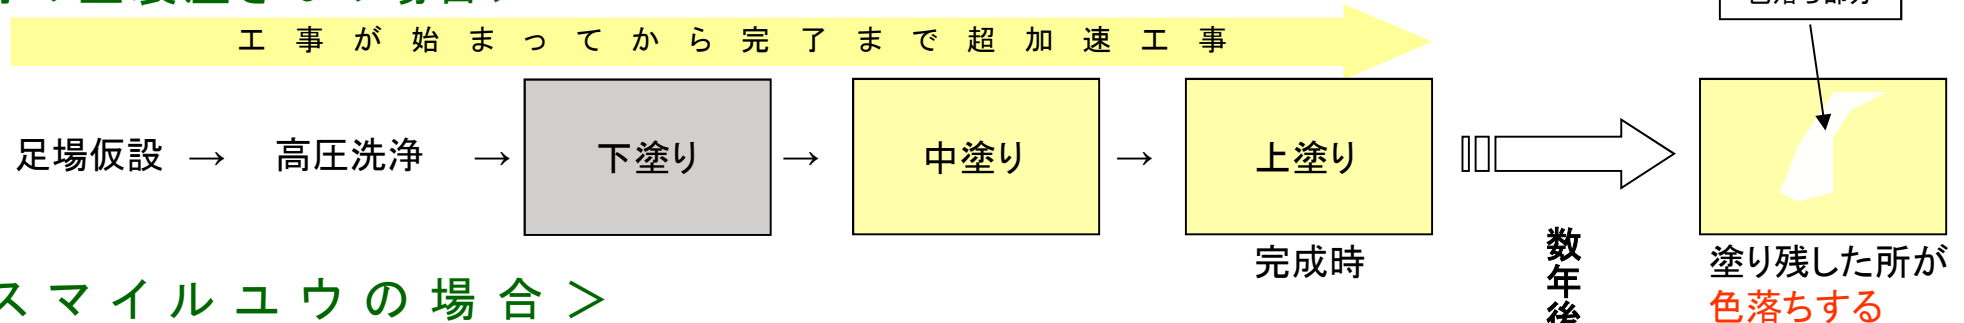 工事が始まってから完了まで超加速工事
足場仮設 → 高圧洗浄 → 下塗り → 中塗り → 上塗り
完成時
数年後
塗り残した所が
色落ちする
スマイルユウの場合＞